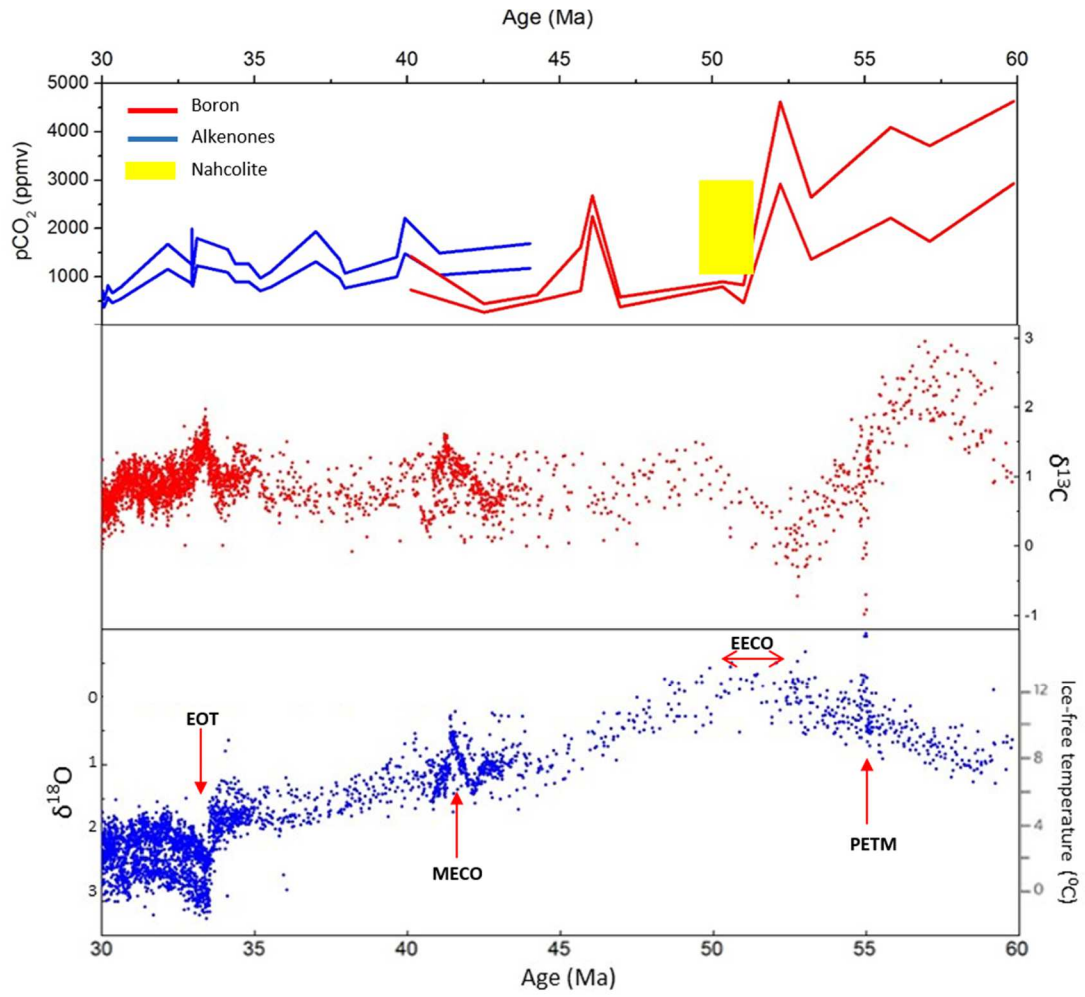 Age (Ma)
30 35 40 45 50 55 60
5000
4000
3000
2000
1000
pCO₂ (ppmv)
Boron
Alkenones
Nahcolite
3
2
1
0
-1
δ¹³C
EECO
EOT
MECO
PETM
0
1
2
3
δ¹⁸O
12
8
4
0
Ice-free temperature (⁰C)
30 35 40 45 50 55 60
Age (Ma)